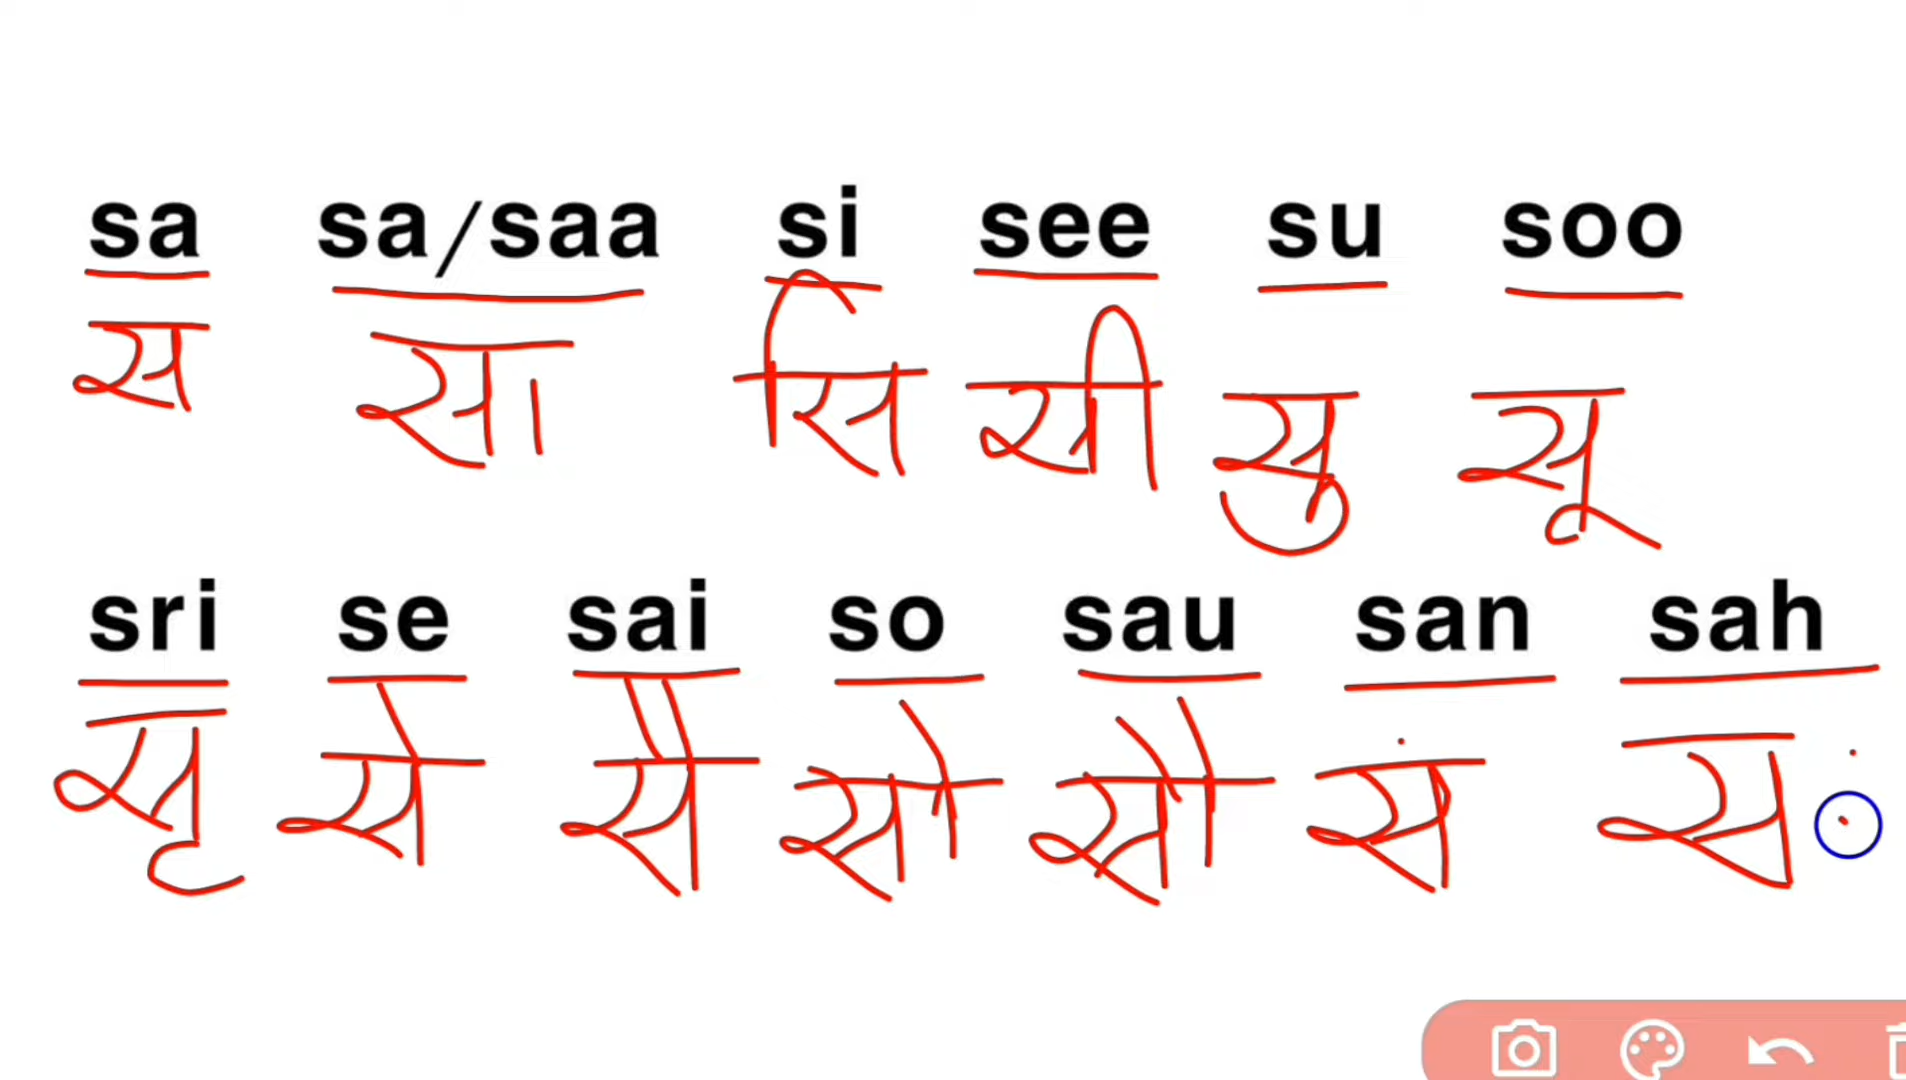 sa sa/saa si see su soo
स सा सि सी सु सू
sri se sai so sau san sah
सृ से सै सो सौ सं सः